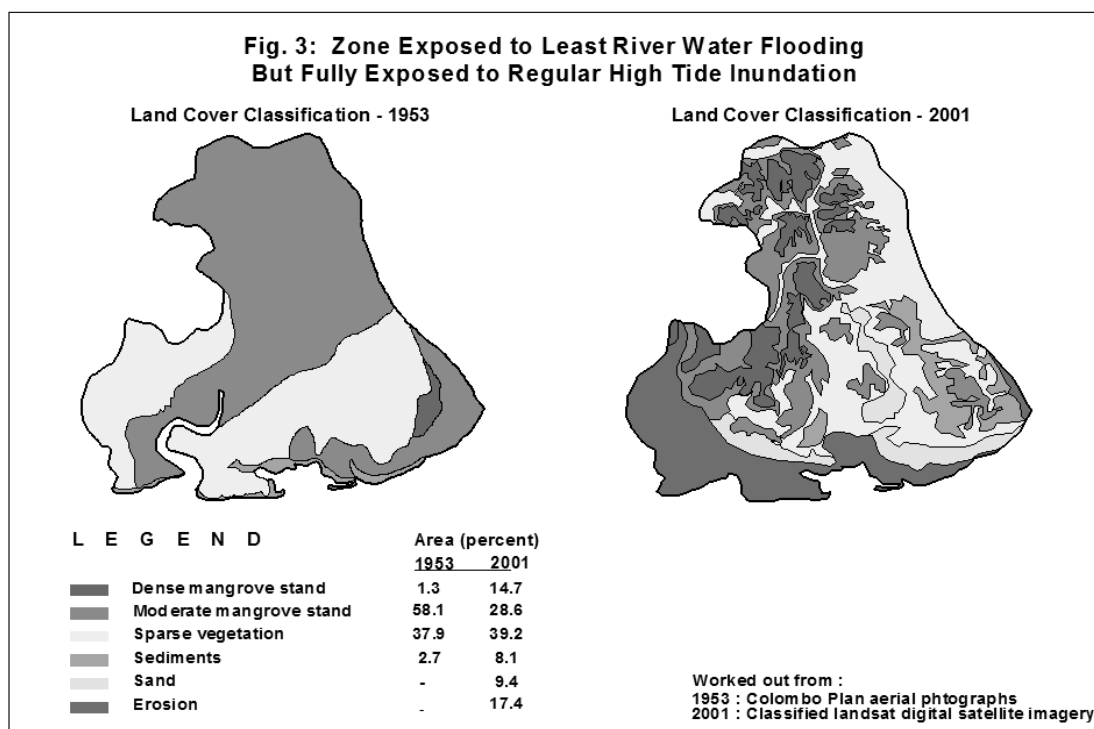 Fig. 3: Zone Exposed to Least River Water Flooding
But Fully Exposed to Regular High Tide Inundation
Land Cover Classification - 1953
Land Cover Classification - 2001
L E G E N D
Area (percent)
1953 2001
Dense mangrove stand 1.3 14.7
Moderate mangrove stand 58.1 28.6
Sparse vegetation 37.9 39.2
Sediments 2.7 8.1
Sand - 9.4
Erosion - 17.4
Worked out from :
1953 : Colombo Plan aerial phtographs
2001 : Classified landsat digital satellite imagery